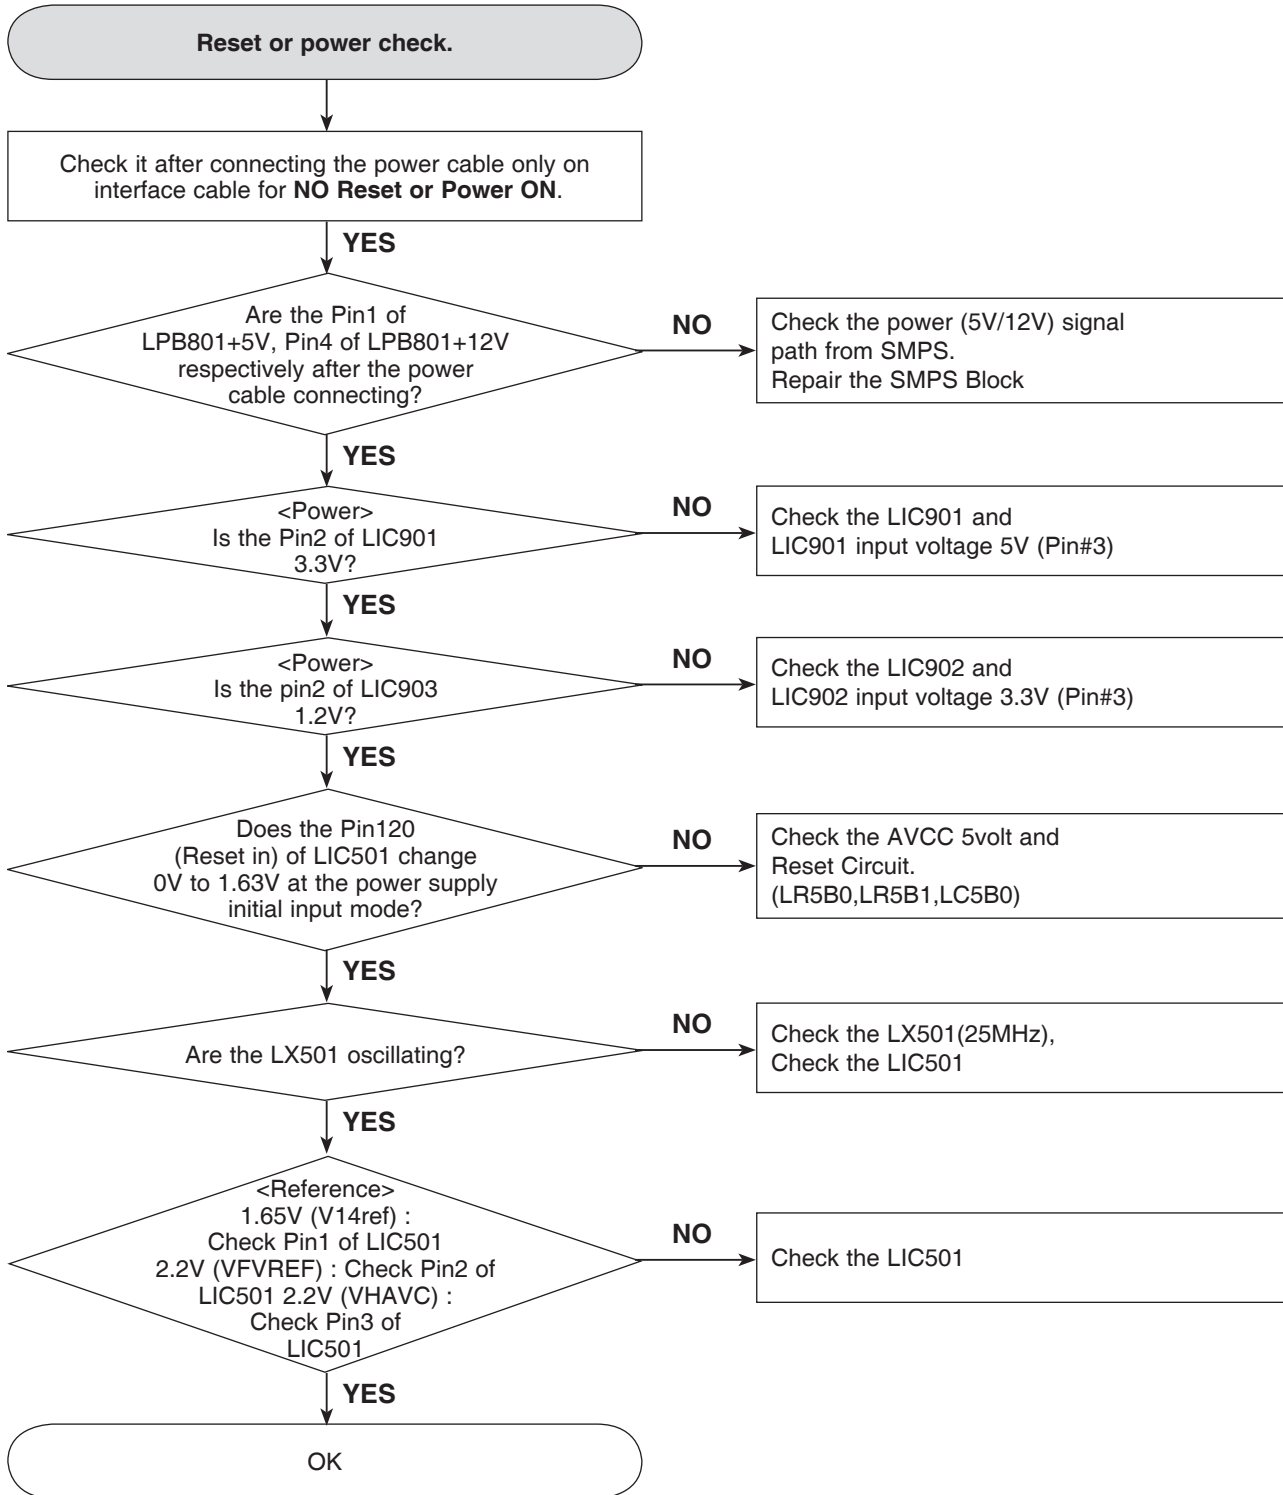 Reset or power check.
Check it after connecting the power cable only on
interface cable for NO Reset or Power ON.
YES
Are the Pin1 of
LPB801+5V, Pin4 of LPB801+12V
respectively after the power
cable connecting?
NO
Check the power (5V/12V) signal
path from SMPS.
Repair the SMPS Block
YES
<Power>
Is the Pin2 of LIC901
3.3V?
NO
Check the LIC901 and
LIC901 input voltage 5V (Pin#3)
YES
<Power>
Is the pin2 of LIC903
1.2V?
NO
Check the LIC902 and
LIC902 input voltage 3.3V (Pin#3)
YES
Does the Pin120
(Reset in) of LIC501 change
0V to 1.63V at the power supply
initial input mode?
NO
Check the AVCC 5volt and
Reset Circuit.
(LR5B0,LR5B1,LC5B0)
YES
Are the LX501 oscillating?
NO
Check the LX501(25MHz),
Check the LIC501
YES
<Reference>
1.65V (V14ref) :
Check Pin1 of LIC501
2.2V (VFVREF) : Check Pin2 of
LIC501 2.2V (VHAVC) :
Check Pin3 of
LIC501
NO
Check the LIC501
YES
OK